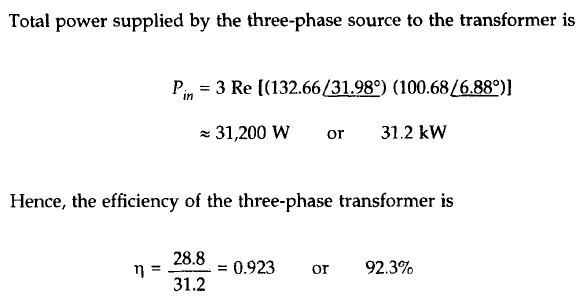 Total power supplied by the three-phase source to the transformer is
P_in = 3 Re [(132.66/31.98°) (100.68/6.88°)]
≈ 31,200 W or 31.2 kW
Hence, the efficiency of the three-phase transformer is
η = 28.8/31.2 = 0.923 or 92.3%